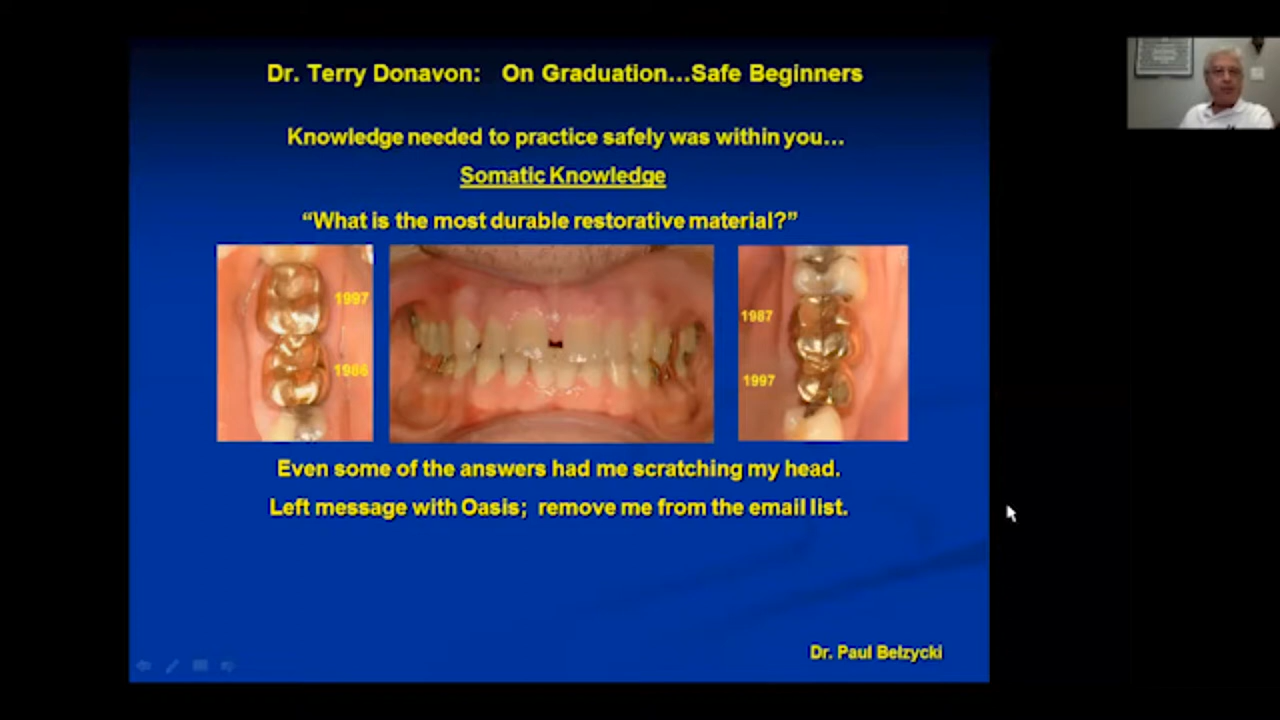 Dr. Terry Donavon: On Graduation...Safe Beginners
Knowledge needed to practice safely was within you...
Somatic Knowledge
“What is the most durable restorative material?”
1997
1986
1987
1997
Even some of the answers had me scratching my head.
Left message with Oasis; remove me from the email list.
Dr. Paul Belzycki